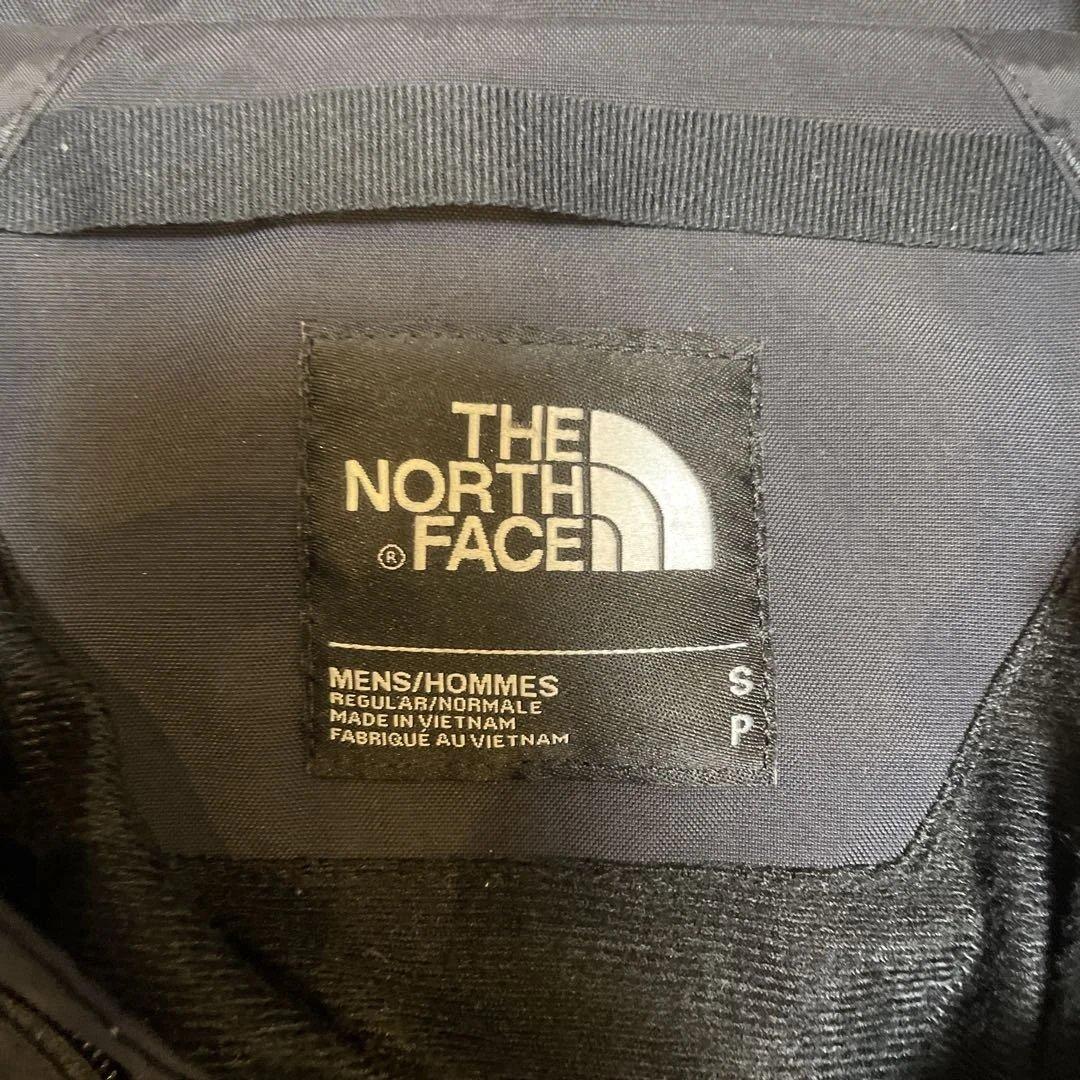 THE
NORTH
® FACE
MENS/HOMMES S
REGULAR/NORMALE
MADE IN VIETNAM P
FABRIQUÉ AU VIETNAM